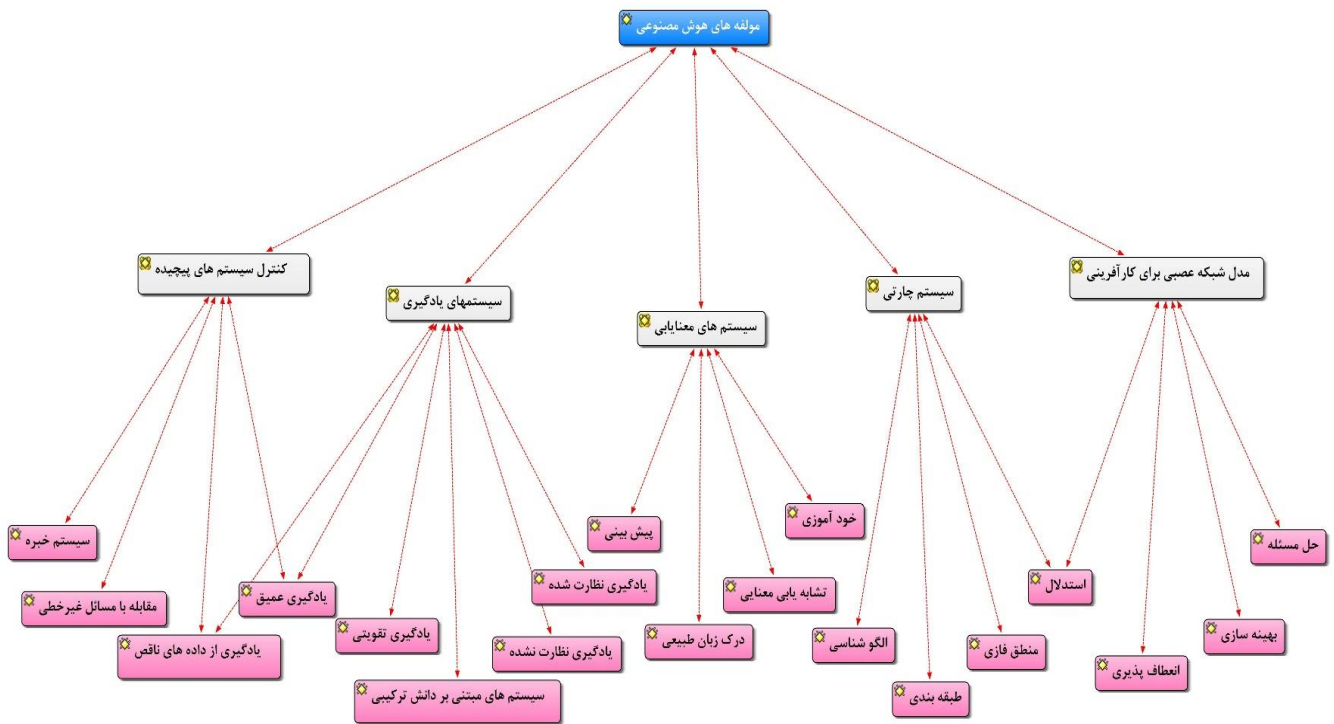 مولفه های هوش مصنوعی
مدل شبکه عصبی برای کارآفرینی
سیستم چارتی
سیستم های معنایابی
سیستمهای یادگیری
کنترل سیستم های پیچیده
حل مسئله
بهینه سازی
انعطاف پذیری
استدلال
منطق فازی
طبقه بندی
الگو شناسی
خود آموزی
تشابه یابی معنایی
درک زبان طبیعی
پیش بینی
یادگیری نظارت شده
یادگیری نظارت نشده
سیستم های مبتنی بر دانش ترکیبی
یادگیری تقویتی
یادگیری عمیق
یادگیری از داده های ناقص
مقابله با مسائل غیرخطی
سیستم خبره